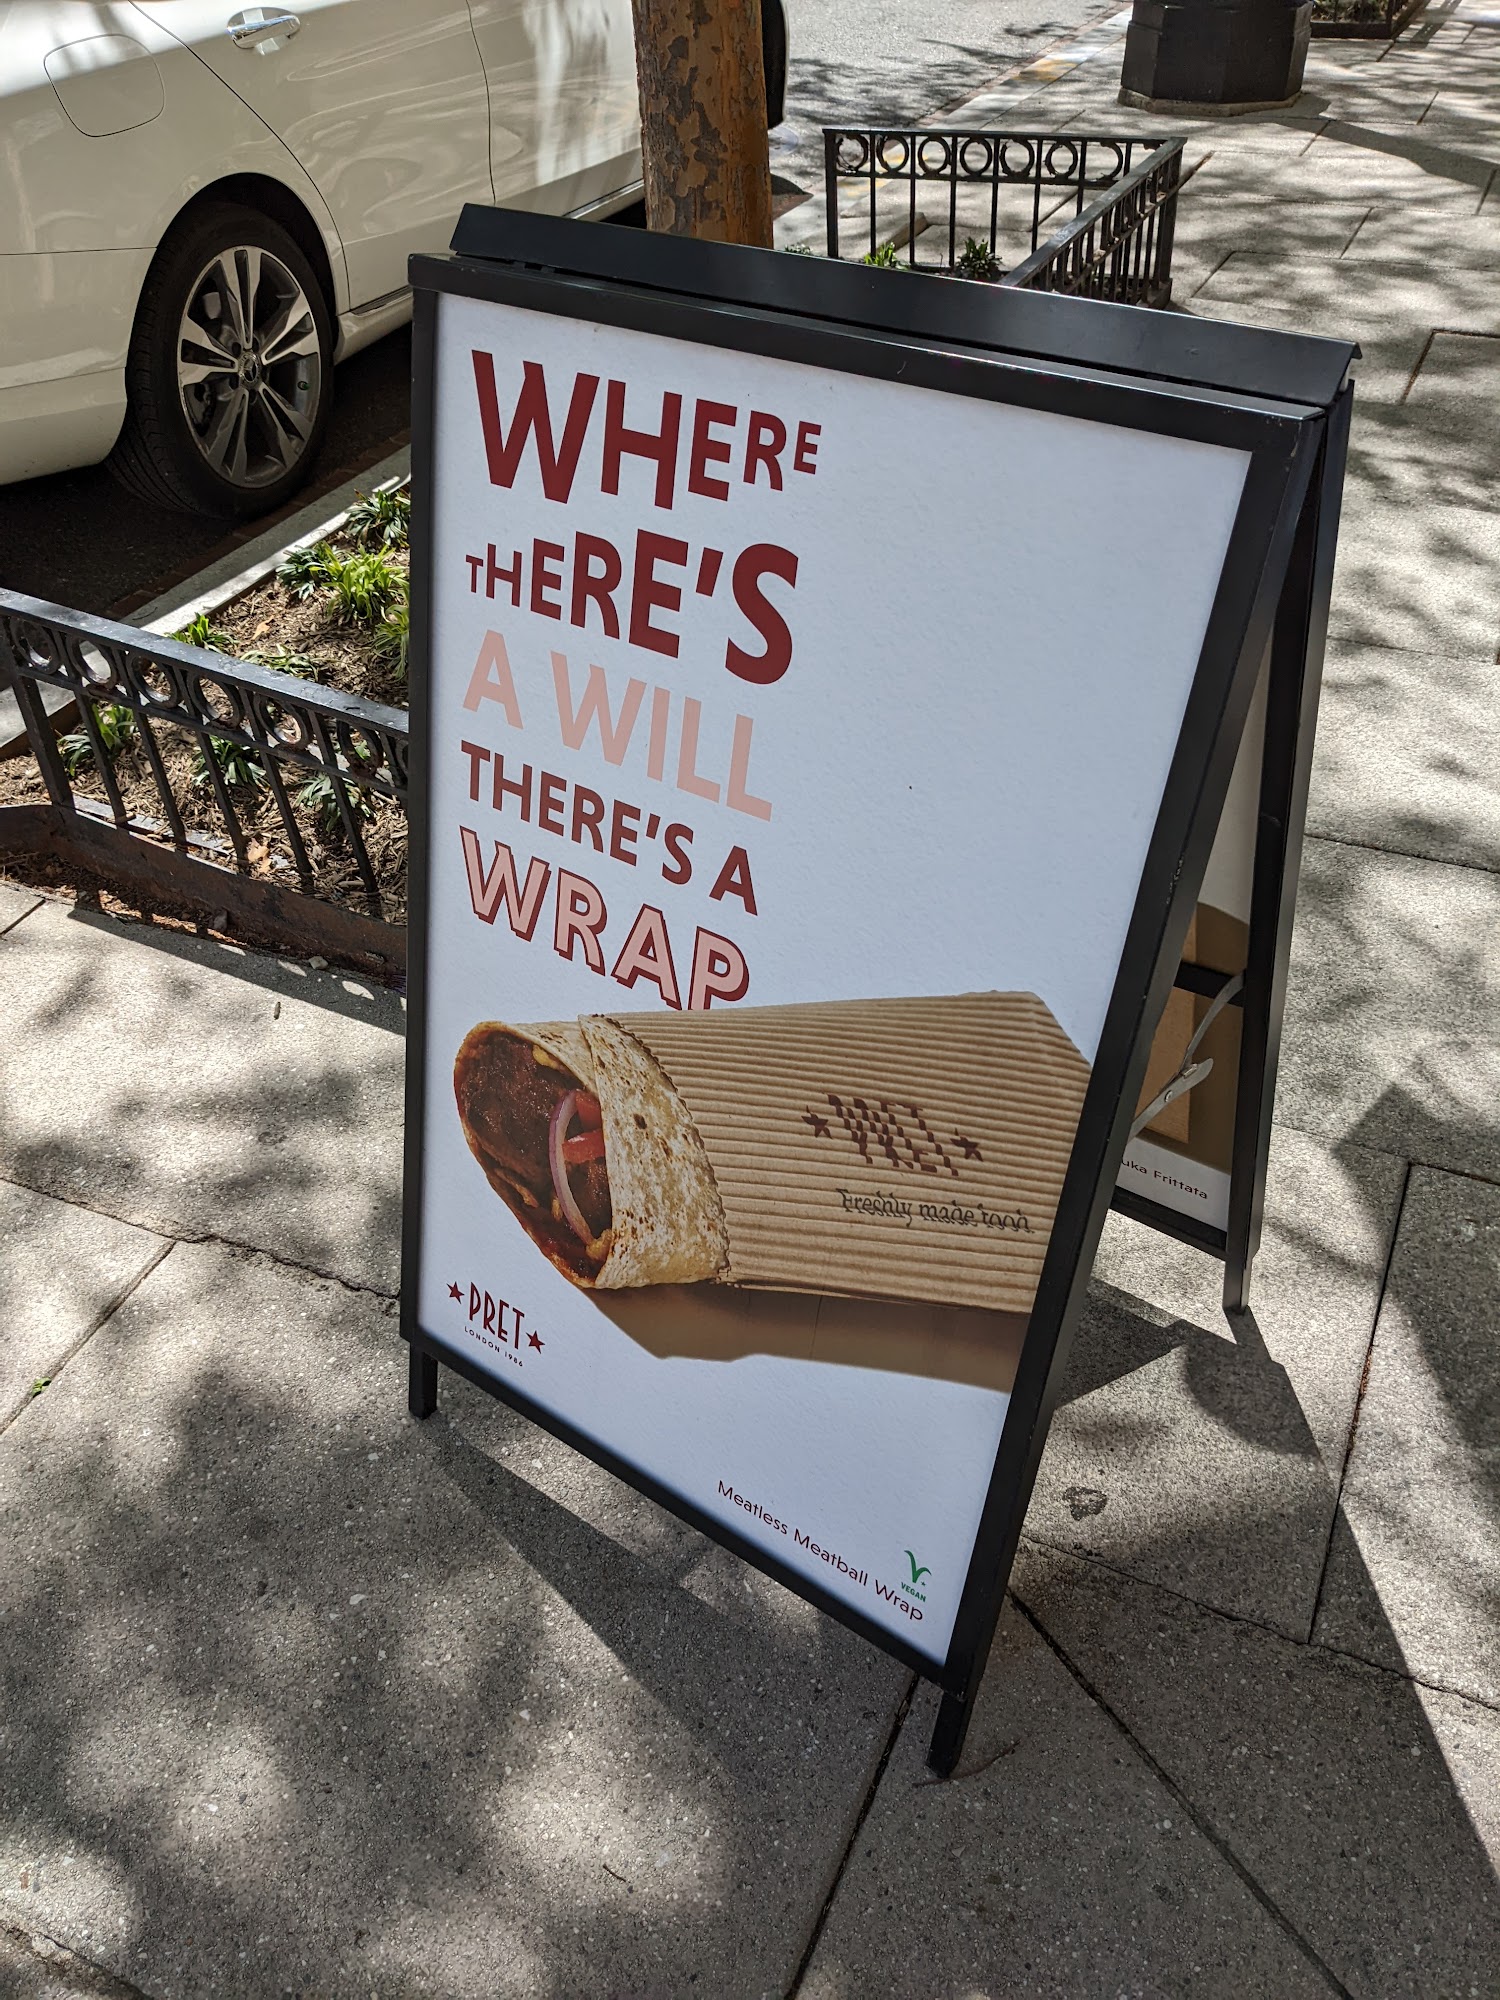 WHERE
THERE'S
A WILL
THERE'S A
WRAP
PRET
Freshly made food
PRET
LONDON 1986
Meatless Meatball Wrap
VEGAN
Frittata